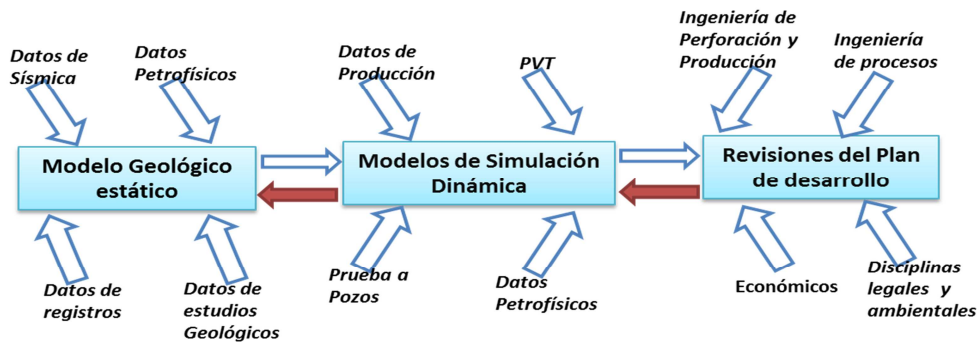 Datos de
Sísmica
Datos
Petrofísicos
Datos de
Producción
PVT
Ingeniería de
Perforación y
Producción
Ingeniería
de procesos
Modelo Geológico
estático
Modelos de Simulación
Dinámica
Revisiones del Plan
de desarrollo
Datos de
registros
Datos de
estudios
Geológicos
Prueba a
Pozos
Datos
Petrofísicos
Económicos
Disciplinas
legales y
ambientales